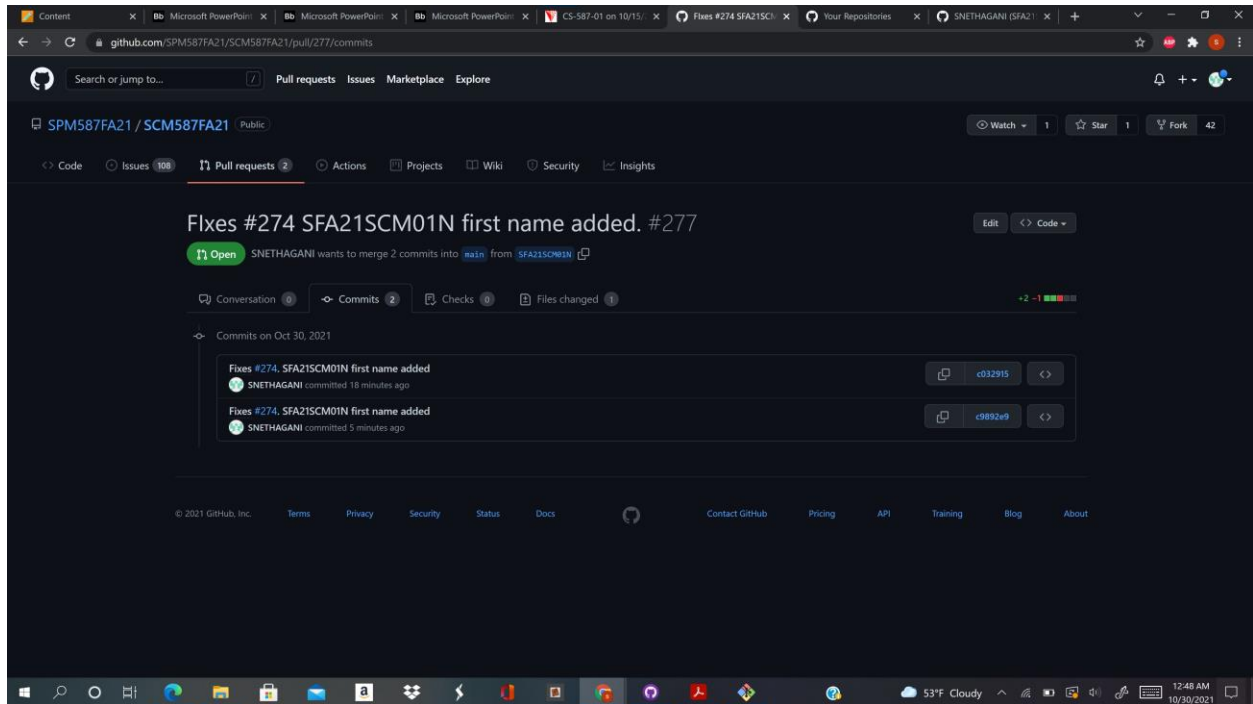 Content
Bb Microsoft PowerPoint
Bb Microsoft PowerPoint
Bb Microsoft PowerPoint
CS-587-01 on 10/15/
FIxes #274 SFA21SCM
Your Repositories
SNETHAGANI (SFA21
github.com/SPM587FA21/SCM587FA21/pull/277/commits
ABP
S
Search or jump to...
/
Pull requests Issues Marketplace Explore
SPM587FA21 / SCM587FA21 Public
Watch 1 Star 1 Fork 42
Code Issues 108 Pull requests 2 Actions Projects Wiki Security Insights
FIxes #274 SFA21SCM01N first name added. #277
Edit <> Code
Open SNETHAGANI wants to merge 2 commits into main from SFA21SCM01N
Conversation 0 Commits 2 Checks 0 Files changed 1
+2 −1
Commits on Oct 30, 2021
Fixes #274. SFA21SCM01N first name added
SNETHAGANI committed 18 minutes ago
c032915
Fixes #274. SFA21SCM01N first name added
SNETHAGANI committed 5 minutes ago
c9892e9
© 2021 GitHub, Inc. Terms Privacy Security Status Docs Contact GitHub Pricing API Training Blog About
a
53°F Cloudy
12:48 AM
10/30/2021